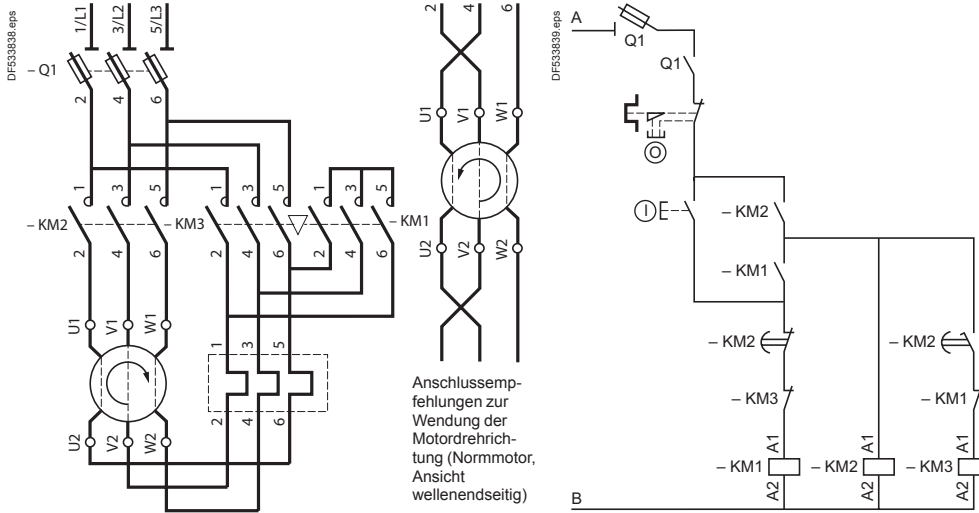 DF533838.eps
1/L1 3/L2 5/L3
– Q1
2 4 6
1 3 5 1 3 5 1 3 5
– KM2 – KM3 – KM1
2 4 6 2 4 6 2 4 6
U1 V1 W1
1 3 5
2 4 6
U2 V2 W2
2 4 6
U1 V1 W1
U2 V2 W2
Anschlussemp-
fehlungen zur
Wendung der
Motordrehrich-
tung (Normmotor,
Ansicht
wellenendseitig)
DF533839.eps
A
Q1
Q1
O
I
– KM2
– KM1
– KM2 – KM2
– KM3 – KM1
A1 A1 A1
– KM1 – KM2 – KM3
A2 A2 A2
B